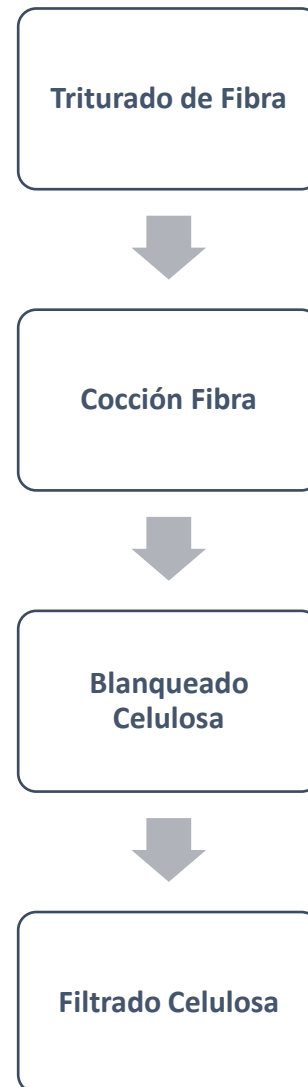 Triturado de Fibra
Cocción Fibra
Blanqueado
Celulosa
Filtrado Celulosa